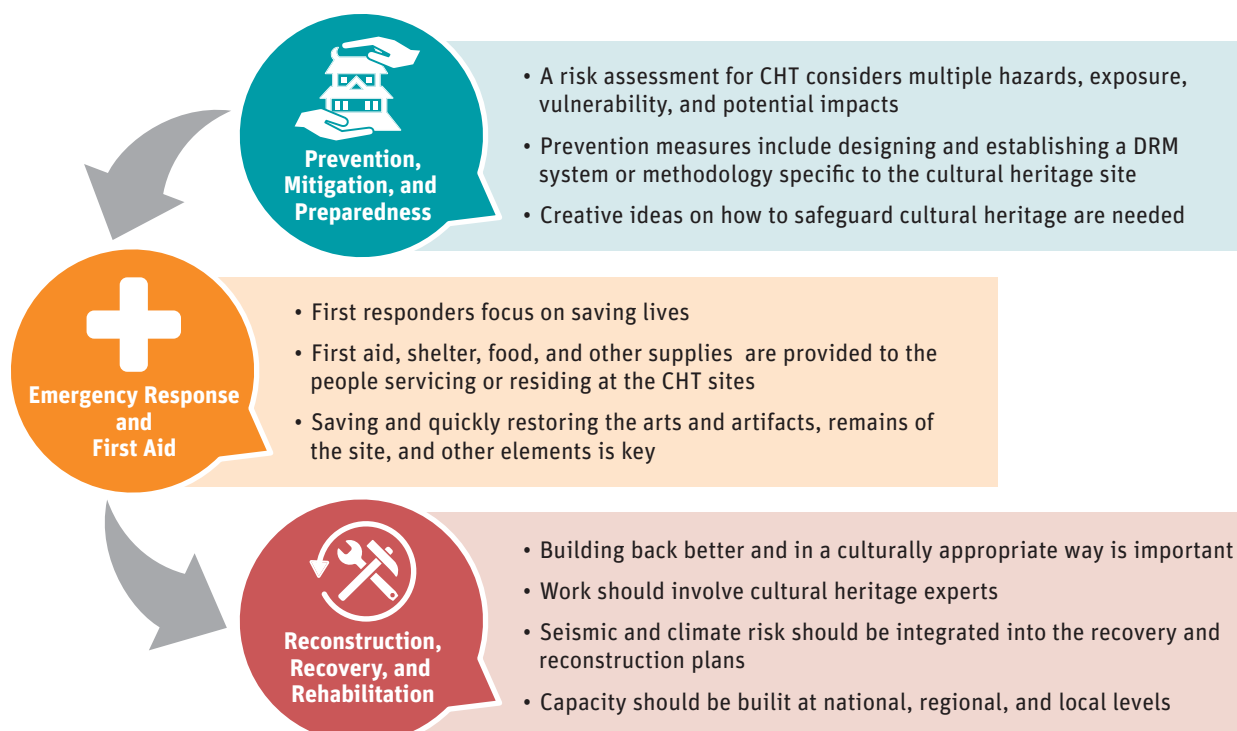 Prevention,
Mitigation, and
Preparedness
• A risk assessment for CHT considers multiple hazards, exposure,
vulnerability, and potential impacts
• Prevention measures include designing and establishing a DRM
system or methodology specific to the cultural heritage site
• Creative ideas on how to safeguard cultural heritage are needed
Emergency Response
and
First Aid
• First responders focus on saving lives
• First aid, shelter, food, and other supplies are provided to the
people servicing or residing at the CHT sites
• Saving and quickly restoring the arts and artifacts, remains of
the site, and other elements is key
Reconstruction,
Recovery, and
Rehabilitation
• Building back better and in a culturally appropriate way is important
• Work should involve cultural heritage experts
• Seismic and climate risk should be integrated into the recovery and
reconstruction plans
• Capacity should be builit at national, regional, and local levels